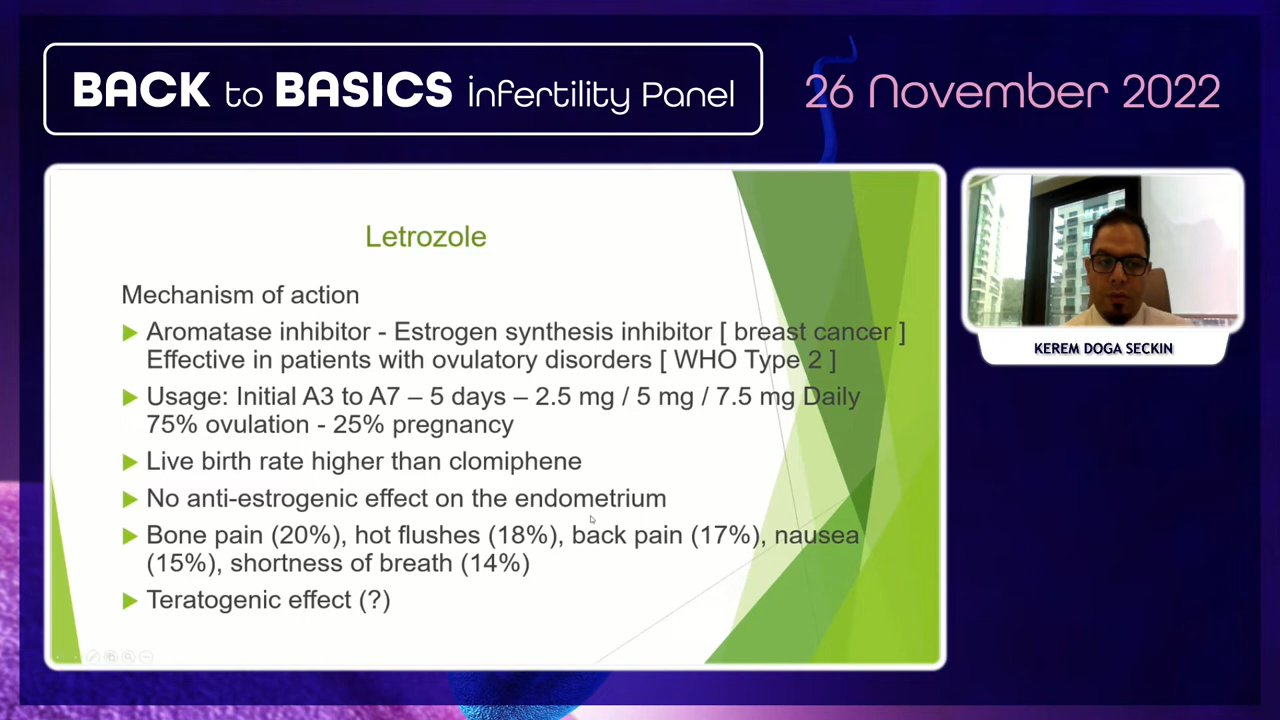 BACK to BASICS infertility Panel
26 November 2022
Letrozole
Mechanism of action
Aromatase inhibitor - Estrogen synthesis inhibitor [ breast cancer ]
Effective in patients with ovulatory disorders [ WHO Type 2 ]
Usage: Initial A3 to A7 – 5 days – 2.5 mg / 5 mg / 7.5 mg Daily
75% ovulation - 25% pregnancy
Live birth rate higher than clomiphene
No anti-estrogenic effect on the endometrium
Bone pain (20%), hot flushes (18%), back pain (17%), nausea
(15%), shortness of breath (14%)
Teratogenic effect (?)
KEREM DOGA SECKIN